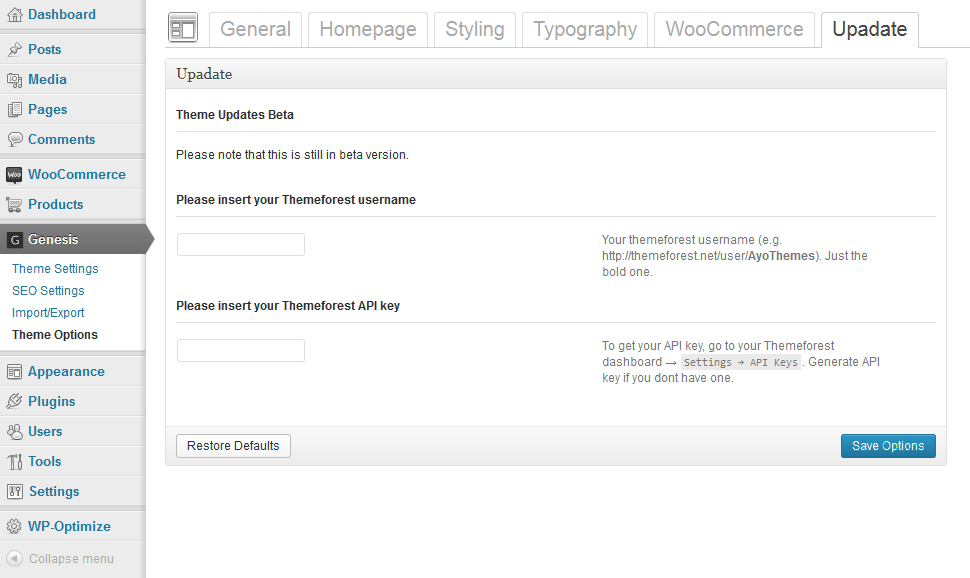 Dashboard
Posts
Media
Pages
Comments
Woo WooCommerce
Products
G Genesis
Theme Settings
SEO Settings
Import/Export
Theme Options
Appearance
Plugins
Users
Tools
Settings
WP-Optimize
Collapse menu
General Homepage Styling Typography WooCommerce Upadate
Upadate
Theme Updates Beta
Please note that this is still in beta version.
Please insert your Themeforest username
Your themeforest username (e.g.
http://themeforest.net/user/AyoThemes). Just the
bold one.
Please insert your Themeforest API key
To get your API key, go to your Themeforest
dashboard → Settings → API Keys. Generate API
key if you dont have one.
Restore Defaults Save Options